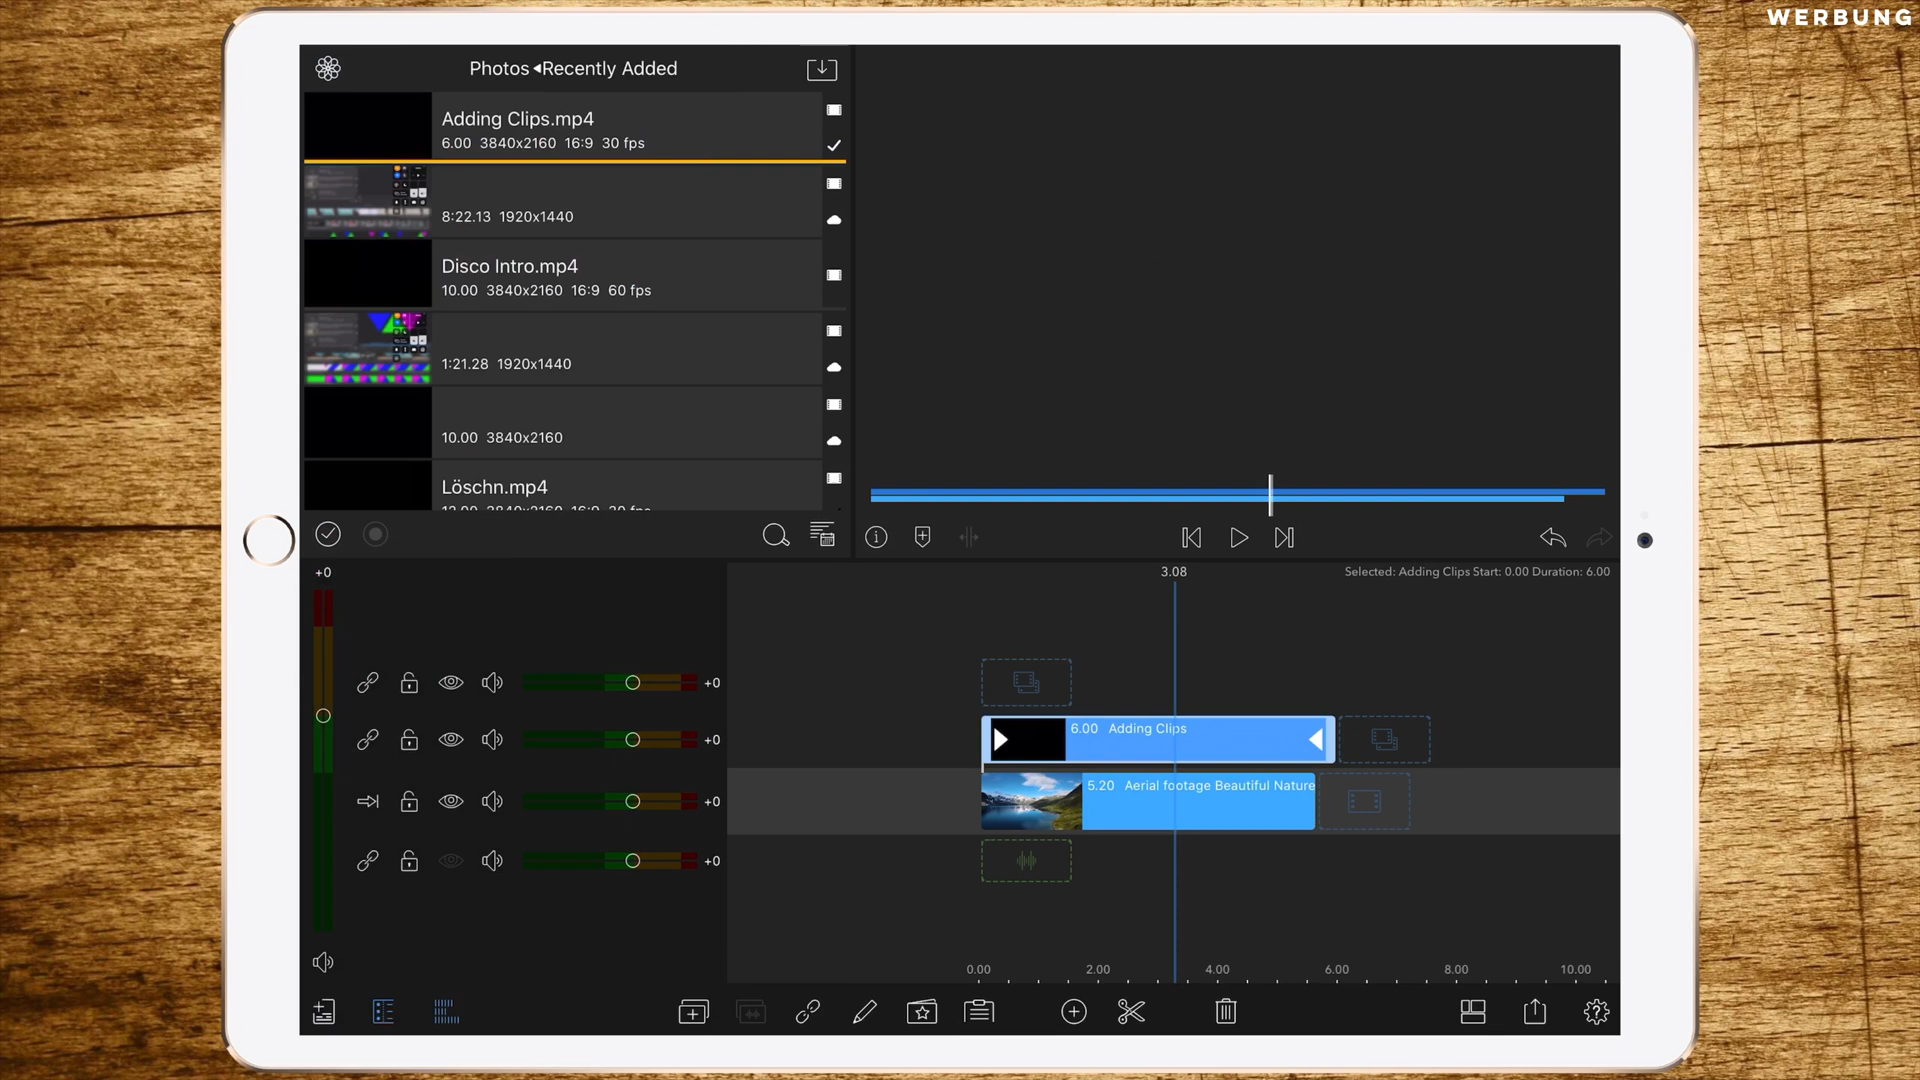 WERBUNG
Photos◂Recently Added
Adding Clips.mp4
6.00 3840x2160 16:9 30 fps
8:22.13 1920x1440
Disco Intro.mp4
10.00 3840x2160 16:9 60 fps
1:21.28 1920x1440
10.00 3840x2160
Löschn.mp4
+0
3.08
Selected: Adding Clips Start: 0.00 Duration: 6.00
+0
6.00 Adding Clips
+0
5.20 Aerial footage Beautiful Nature
+0
+0
0.00 2.00 4.00 6.00 8.00 10.00